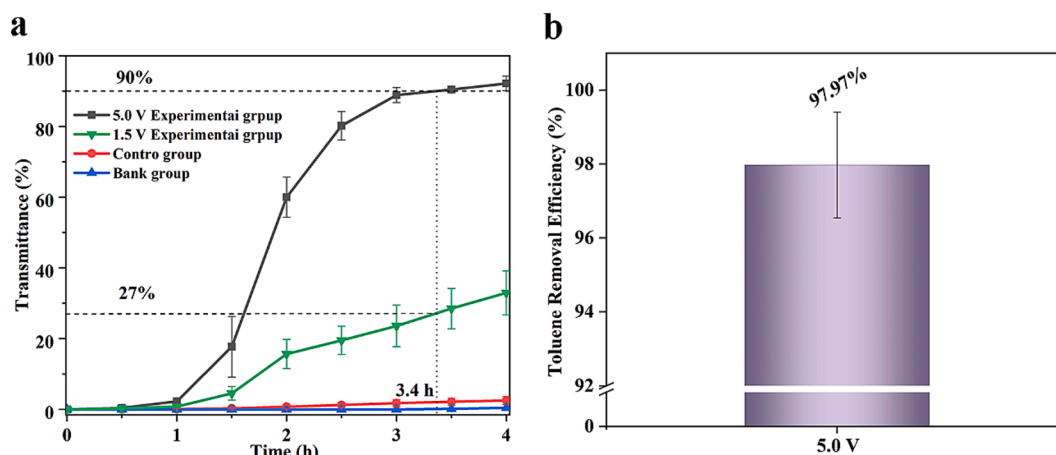 a
100
90%
80
5.0 V Experimentai grpup
1.5 V Experimentai grpup
Contro group
Bank group
60
40
27%
20
3.4 h
0
0 1 2 3 4
Time (h)
Transmittance (%)
b
97.97%
100
98
96
94
92
0
5.0 V
Toluene Removal Efficiency (%)